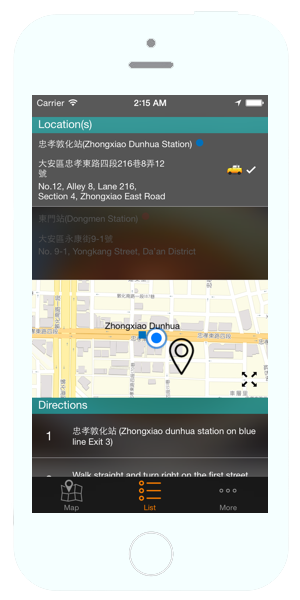 Carrier 2:15 AM
Location(s)
忠孝敦化站(Zhongxiao Dunhua Station)
大安區忠孝東路四段216巷8弄12
號
No.12, Alley 8, Lane 216,
Section 4, Zhongxiao East Road
東門站(Dongmen Station)
大安區永康街9-1號
No. 9-1, Yongkang Street, Da'an District
Zhongxiao Dunhua
Directions
1 忠孝敦化站 (Zhongxiao dunhua station on blue
line Exit 3)
Walk straight and turn right on the first street
Map List More